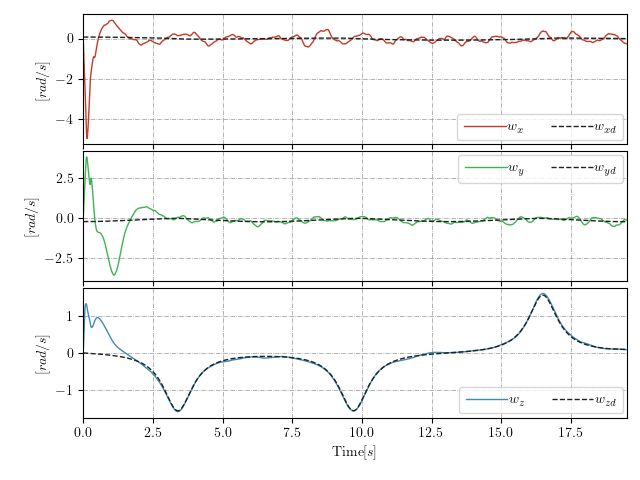 0
−2
−4
[rad/s]
w_x w_xd
2.5
0.0
−2.5
[rad/s]
w_y w_yd
1
0
−1
[rad/s]
w_z w_zd
0.0 2.5 5.0 7.5 10.0 12.5 15.0 17.5
Time[s]